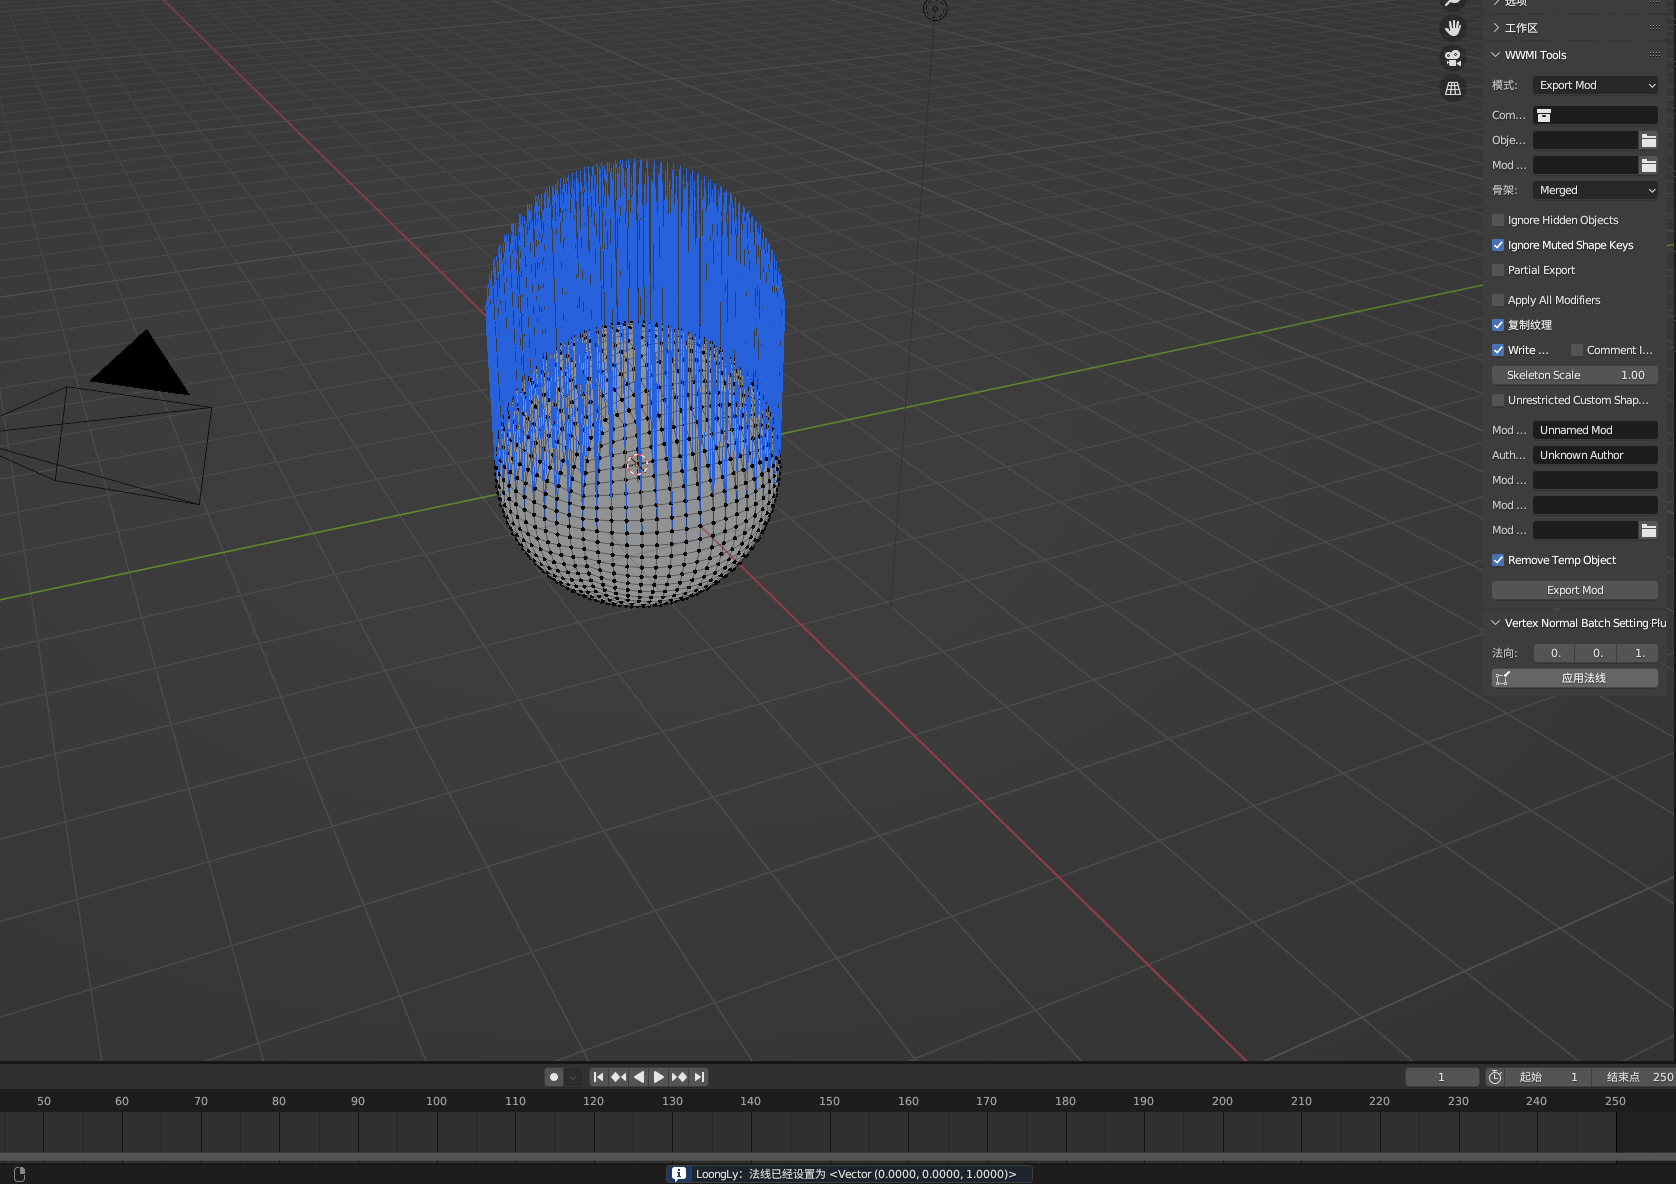 选项
工作区
WWMI Tools
模式: Export Mod
Com...
Obje...
Mod ...
骨架: Merged
Ignore Hidden Objects
Ignore Muted Shape Keys
Partial Export
Apply All Modifiers
复制纹理
Write ... Comment I...
Skeleton Scale 1.00
Unrestricted Custom Shap...
Mod ... Unnamed Mod
Auth... Unknown Author
Mod ...
Mod ...
Mod ...
Remove Temp Object
Export Mod
Vertex Normal Batch Setting Plu
法向: 0. 0. 1.
应用法线
1 起始 1 结束点 250
50 60 70 80 90 100 110 120 130 140 150 160 170 180 190 200 210 220 230 240 250
LoongLy: 法线已经设置为 <Vector (0.0000, 0.0000, 1.0000)>